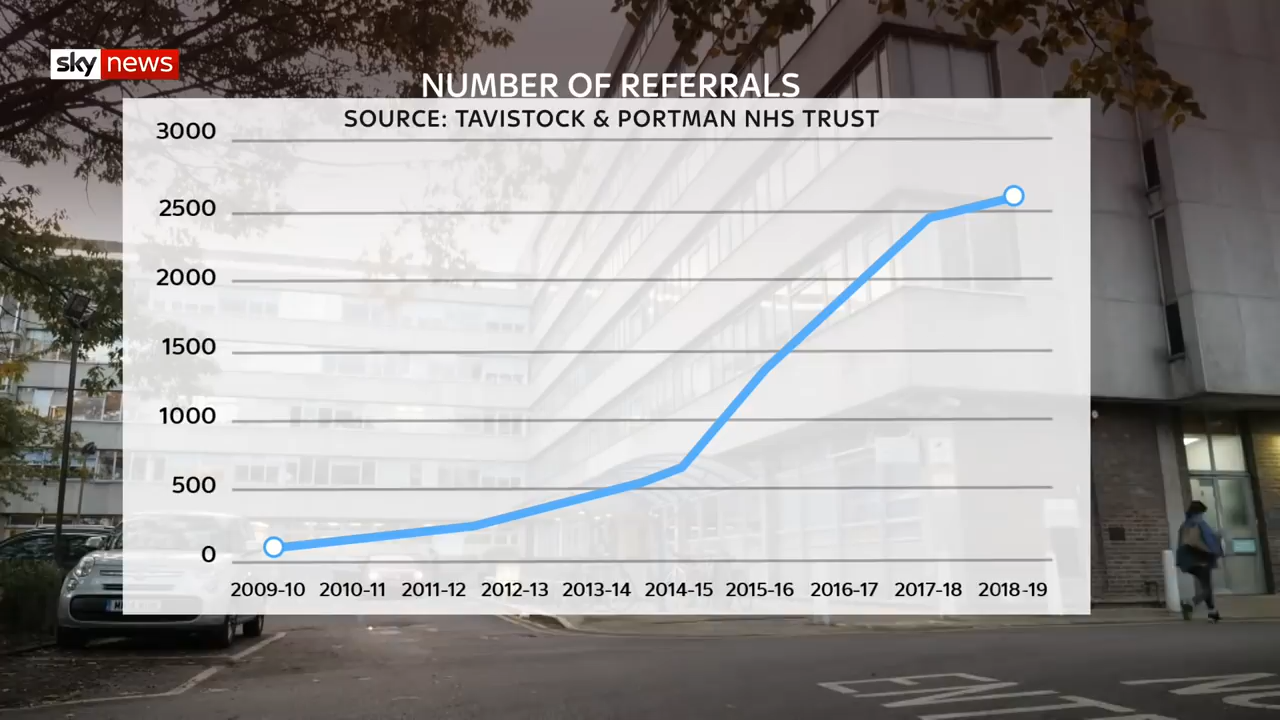 sky news
NUMBER OF REFERRALS
SOURCE: TAVISTOCK & PORTMAN NHS TRUST
3000
2500
2000
1500
1000
500
0
2009-10 2010-11 2011-12 2012-13 2013-14 2014-15 2015-16 2016-17 2017-18 2018-19